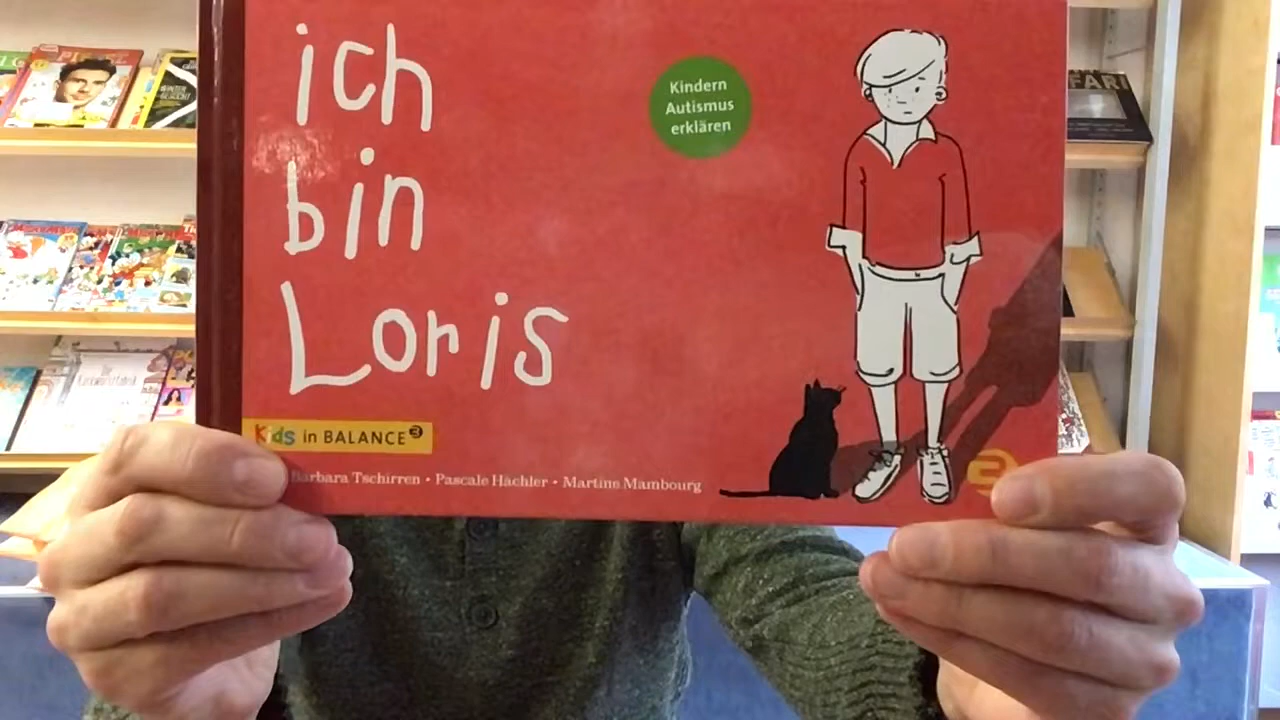 ich
bin
Loris
Kindern
Autismus
erklären
Kids in BALANCE
Barbara Tschirren • Pascale Hächler • Martine Mambourg